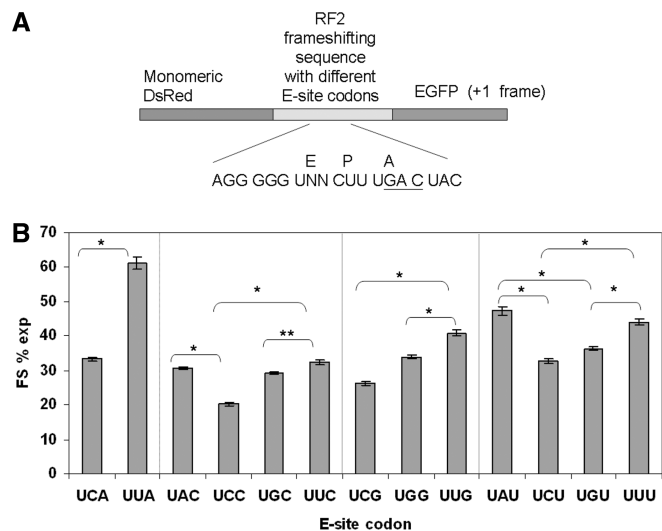 A
RF2
frameshifting
sequence
with different
E-site codons
Monomeric
DsRed
EGFP (+1 frame)
E P A
AGG GGG UNN CUU UGA C UAC
B
FS % exp
70
60
50
40
30
20
10
0
* * ** * * * * * * *
UCA UUA UAC UCC UGC UUC UCG UGG UUG UAU UCU UGU UUU
E-site codon